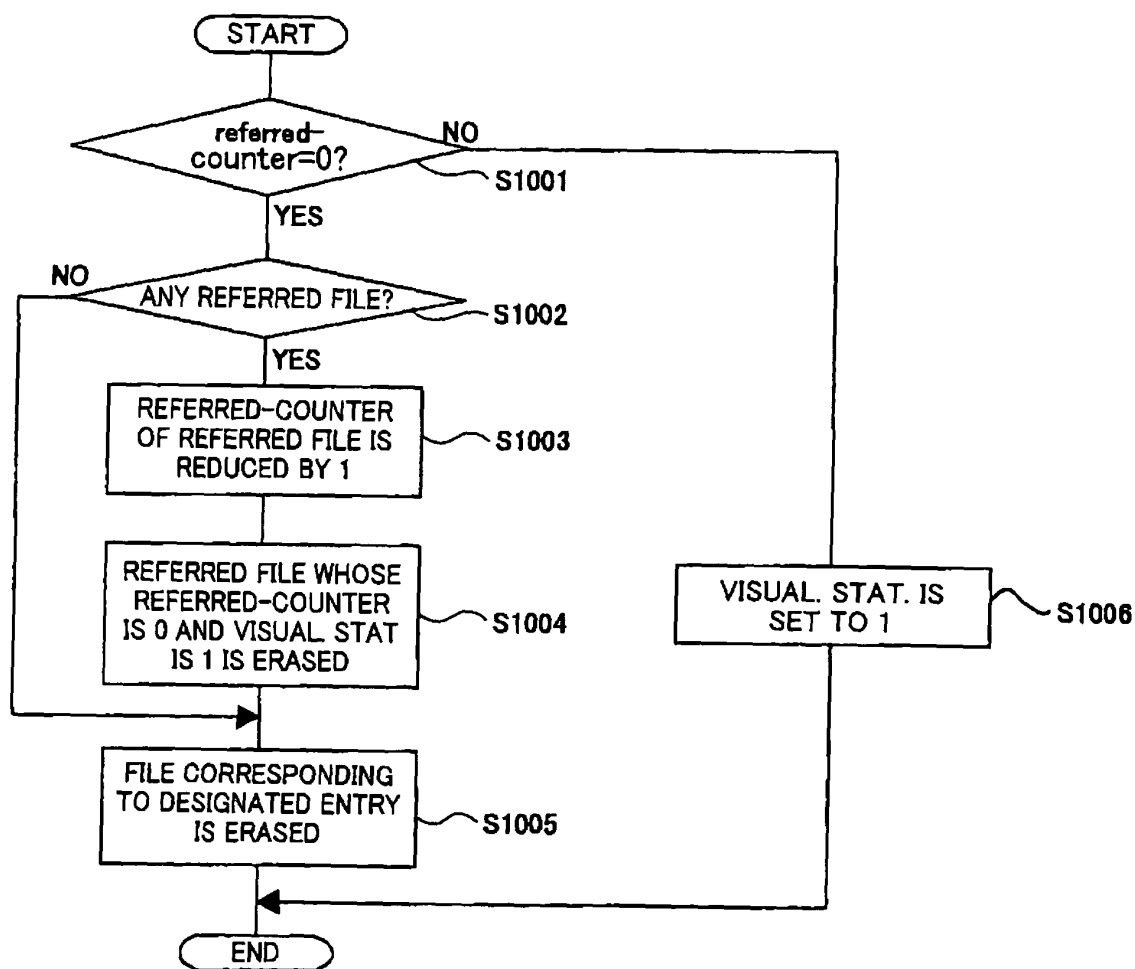 START
referred-
counter=0?
NO
S1001
YES
NO
ANY REFERRED FILE?
S1002
YES
REFERRED-COUNTER
OF REFERRED FILE IS
REDUCED BY 1
S1003
REFERRED FILE WHOSE
REFERRED-COUNTER
IS 0 AND VISUAL. STAT
IS 1 IS ERASED
S1004
VISUAL. STAT. IS
SET TO 1
S1006
FILE CORRESPONDING
TO DESIGNATED ENTRY
IS ERASED
S1005
END